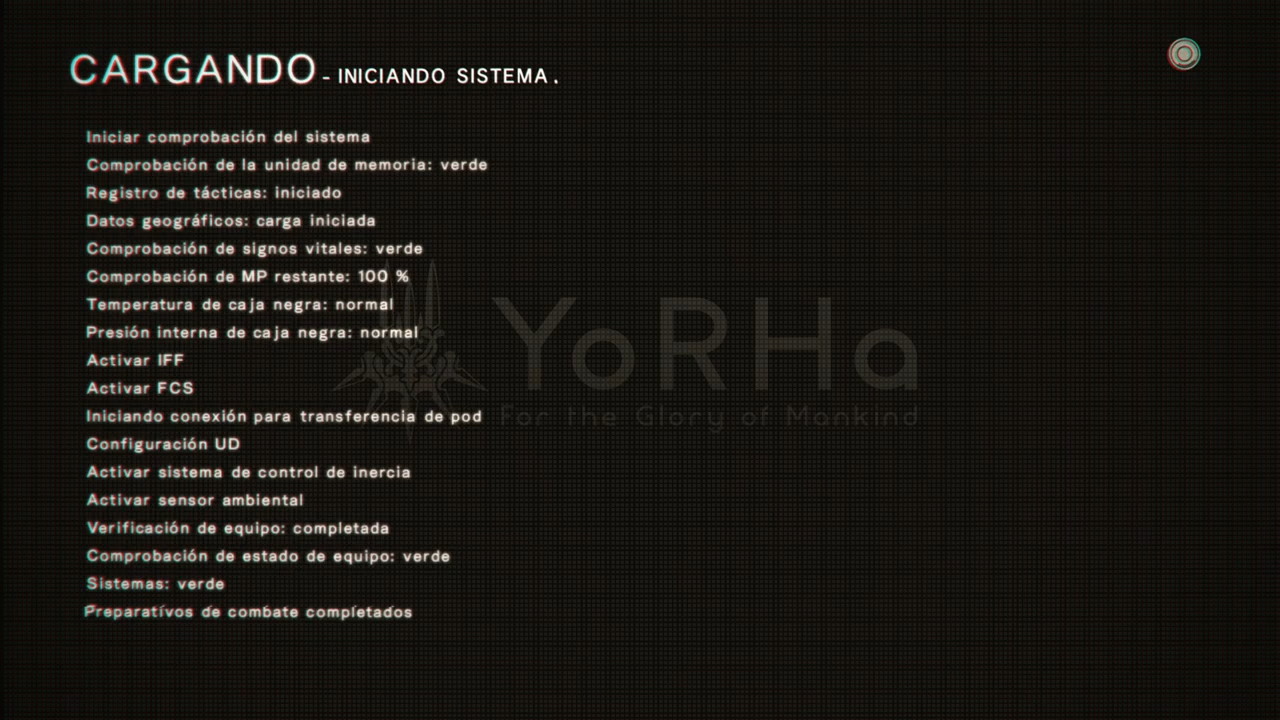 CARGANDO - INICIANDO SISTEMA.
Iniciar comprobación del sistema
Comprobación de la unidad de memoria: verde
Registro de tácticas: iniciado
Datos geográficos: carga iniciada
Comprobación de signos vitales: verde
Comprobación de MP restante: 100 %
Temperatura de caja negra: normal
Presión interna de caja negra: normal
Activar IFF
Activar FCS
Iniciando conexión para transferencia de pod
Configuración UD
Activar sistema de control de inercia
Activar sensor ambiental
Verificación de equipo: completada
Comprobación de estado de equipo: verde
Sistemas: verde
Preparativos de combate completados
YoRHa
For the Glory of Mankind